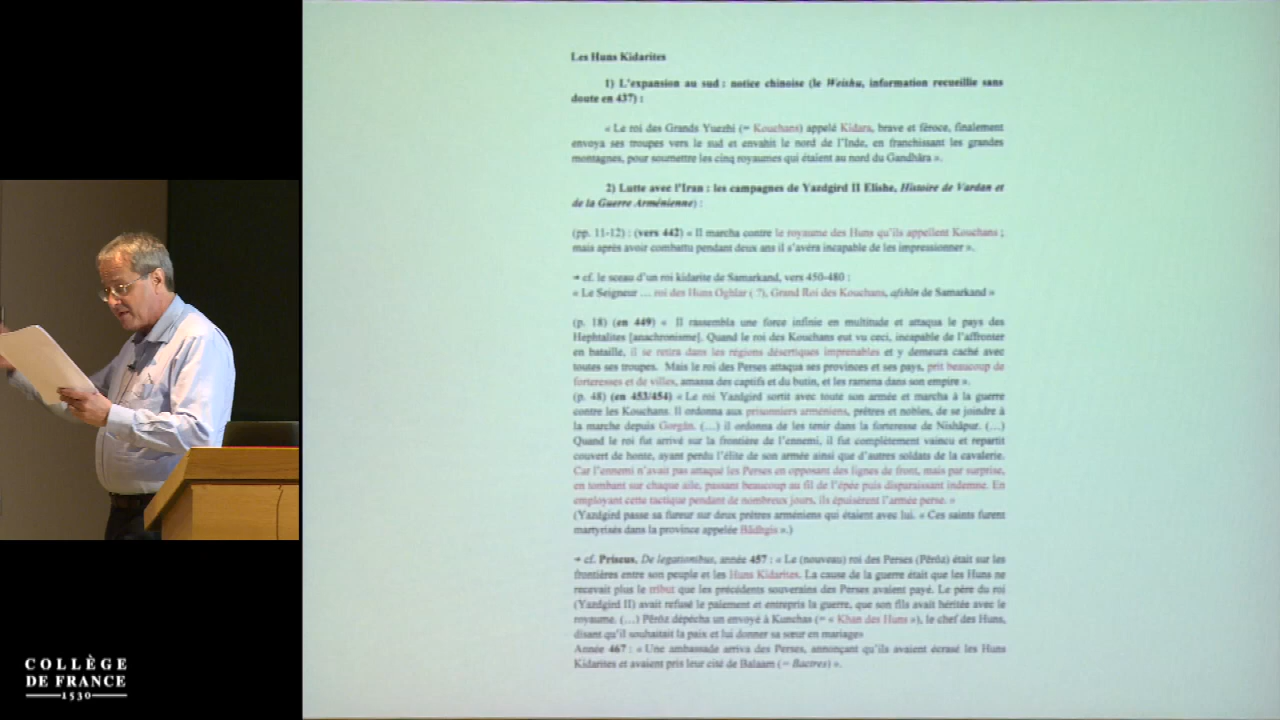 Les Huns Kidarites
1) L'expansion au sud : notice chinoise (le Weishu, information recueillie sans
doute en 437) :
« Le roi des Grands Yuezhi (= Kouchans) appelé Kidara, brave et féroce, finalement
envoya ses troupes vers le sud et envahit le nord de l'Inde, en franchissant les grandes
montagnes, pour soumettre les cinq royaumes qui étaient au nord du Gandhâra ».
2) Lutte avec l'Iran : les campagnes de Yazdgird II Elishe, Histoire de Vardan et
de la Guerre Arménienne) :
(pp. 11-12) : (vers 442) « Il marcha contre le royaume des Huns qu'ils appellent Kouchans ;
mais après avoir combattu pendant deux ans il s'avéra incapable de les impressionner ».
➝ cf. le sceau d'un roi kidarite de Samarkand, vers 450-480 :
« Le Seigneur … roi des Huns Oghlar ( ?), Grand Roi des Kouchans, afshin de Samarkand »
(p. 18) (en 449) « Il rassembla une force infinie en multitude et attaqua le pays des
Hephtalites [anachronisme]. Quand le roi des Kouchans eut vu ceci, incapable de l'affronter
en bataille, il se retira dans les régions désertiques imprenables et y demeura caché avec
toutes ses troupes. Mais le roi des Perses attaqua ses provinces et ses pays, prit beaucoup de
forteresses et de villes, amassa des captifs et du butin, et les ramena dans son empire ».
(p. 48) (en 453/454) « Le roi Yazdgird sortit avec toute son armée et marcha à la guerre
contre les Kouchans. Il ordonna aux prisonniers arméniens, prêtres et nobles, de se joindre à
la marche depuis Gorgân. (…) il ordonna de les tenir dans la forteresse de Nishâpur. (…)
Quand le roi fut arrivé sur la frontière de l'ennemi, il fut complètement vaincu et repartit
couvert de honte, ayant perdu l'élite de son armée ainsi que d'autres soldats de la cavalerie.
Car l'ennemi n'avait pas attaqué les Perses en opposant des lignes de front, mais par surprise,
en tombant sur chaque aile, passant beaucoup au fil de l'épée puis disparaissant indemne. En
employant cette tactique pendant de nombreux jours, ils épuisèrent l'armée perse. »
(Yazdgird passe sa fureur sur deux prêtres arméniens qui étaient avec lui. « Ces saints furent
martyrisés dans la province appelée Bâdhgis ».)
➝ cf. Priscus, De legationibus, année 457 : « Le (nouveau) roi des Perses (Pêrôz) était sur les
frontières entre son peuple et les Huns Kidarites. La cause de la guerre était que les Huns ne
recevait plus le tribut que les précédents souverains des Perses avaient payé. Le père du roi
(Yazdgird II) avait refusé le paiement et entrepris la guerre, que son fils avait héritée avec le
royaume. (…) Pêrôz dépêcha un envoyé à Kunchas (= « Khan des Huns »), le chef des Huns,
disant qu'il souhaitait la paix et lui donner sa sœur en mariage»
Année 467 : « Une ambassade arriva des Perses, annonçant qu'ils avaient écrasé les Huns
Kidarites et avaient pris leur cité de Balaam (= Bactres) ».
COLLÈGE
DE FRANCE
1530